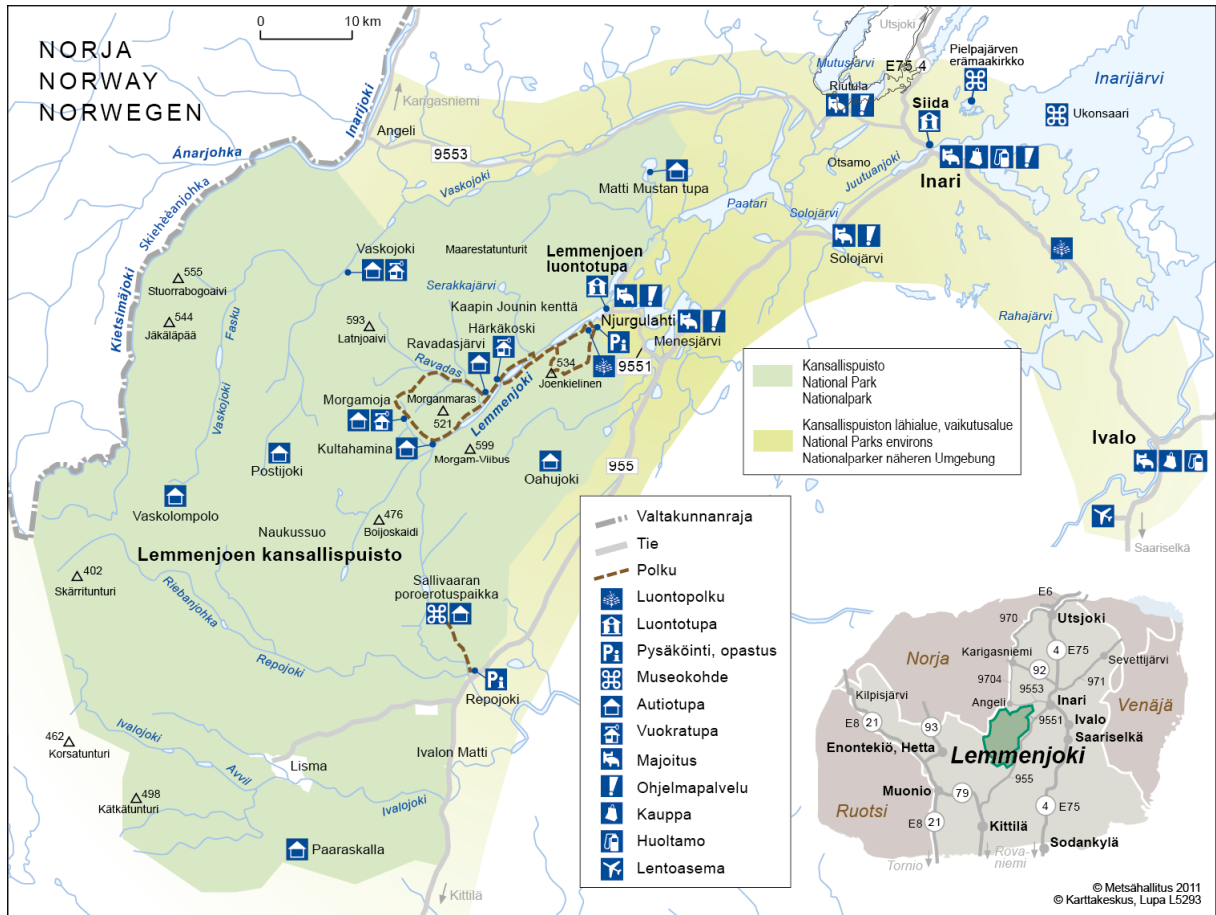 0 10 km
NORJA
NORWAY
NORWEGEN
Utsjoki
E75 4
Mutusjärvi
Riutula
Pielpajärven
erämaakirkko
Inarijärvi
Siida
Ukonsaari
Inarijoki
Karigasniemi
Angeli
9553
Ánarjohka
Vaskojoki
Matti Mustan tupa
Otsamo
Juutuanjoki
Inari
Skiehččeänjohka
Paatari
Solojärvi
Solojärvi
Vaskojoki
Maarestatunturit
Lemmenjoen
luontotupa
555
Stuorrabogoaivi
Serakkajärvi
Kaapin Jounin kenttä
Rahajärvi
Kietsimäjoki
544
Jäkäläpää
Fasku
593
Latnjoaivi
Härkäkoski
Ravadasjärvi
Njurgulahti
Menesjärvi
9551
Ravadas
534
Joenkielinen
Lemmenjoki
Vaskojoki
Morgamoja
Morganmaras
521
Kultahamina
599
Morgam-Viibus
Postijoki
Oahujoki
955
Vaskolompolo
Naukussuo
476
Boijoskaidi
Lemmenjoen kansallispuisto
402
Skärritunturi
Riebanjohka
Sallivaaran
poroerotuspaikka
Repojoki
Repojoki
Ivalojoki
462
Korsatunturi
Avvil
Lisma
Ivalon Matti
498
Kätkätunturi
Ivalojoki
Paaraskalla
Kittilä
Ivalo
Saariselkä
Kansallispuisto
National Park
Nationalpark
Kansallispuiston lähialue, vaikutusalue
National Parks environs
Nationalparker näheren Umgebung
Valtakunnanraja
Tie
Polku
Luontopolku
Luontotupa
Pysäköinti, opastus
Museokohde
Autiotupa
Vuokratupa
Majoitus
Ohjelmapalvelu
Kauppa
Huoltamo
Lentoasema
E6
970
Utsjoki
Norja
Karigasniemi
4
E75
Sevettijärvi
92
971
9704
9553
Kilpisjärvi
Angeli
Inari
Venäjä
E8
21
93
9551
Ivalo
Saariselkä
Enontekiö, Hetta
Lemmenjoki
955
Muonio
79
Ruotsi
4
E75
E8
21
Kittilä
Sodankylä
Tornio
Rova-
niemi
© Metsähallitus 2011
© Karttakeskus, Lupa L5293